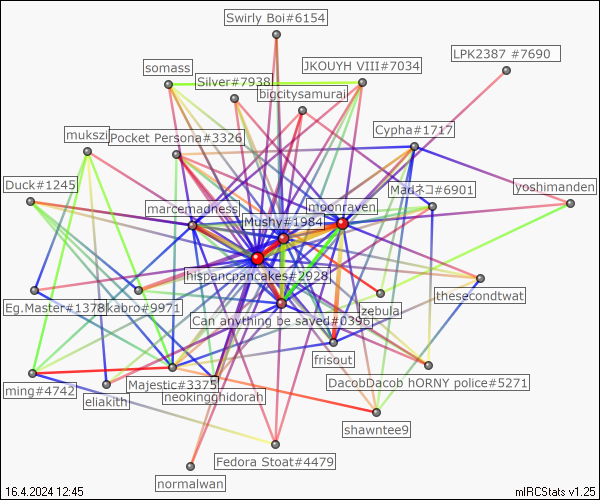 Swirly Boi#6154
LPK2387 #7690
somass
JKOUYH VIII#7034
Silver#7938
bigcitysamurai
Cypha#1717
mukszi
Pocket Persona#3326
Duck#1245
Madネコ#6901
yoshimanden
marcemadness
moonraven
Mushy#1984
hispancpancakes#2928
thesecondtwat
Eg.Master#1378
kabro#9971
zebula
Can anything be saved#0396
frisout
ming#4742
Majestic#3375
DacobDacob hORNY police#5271
eliakith
neokingghidorah
shawntee9
Fedora Stoat#4479
normalwan
16.4.2024 12:45
mIRCStats v1.25